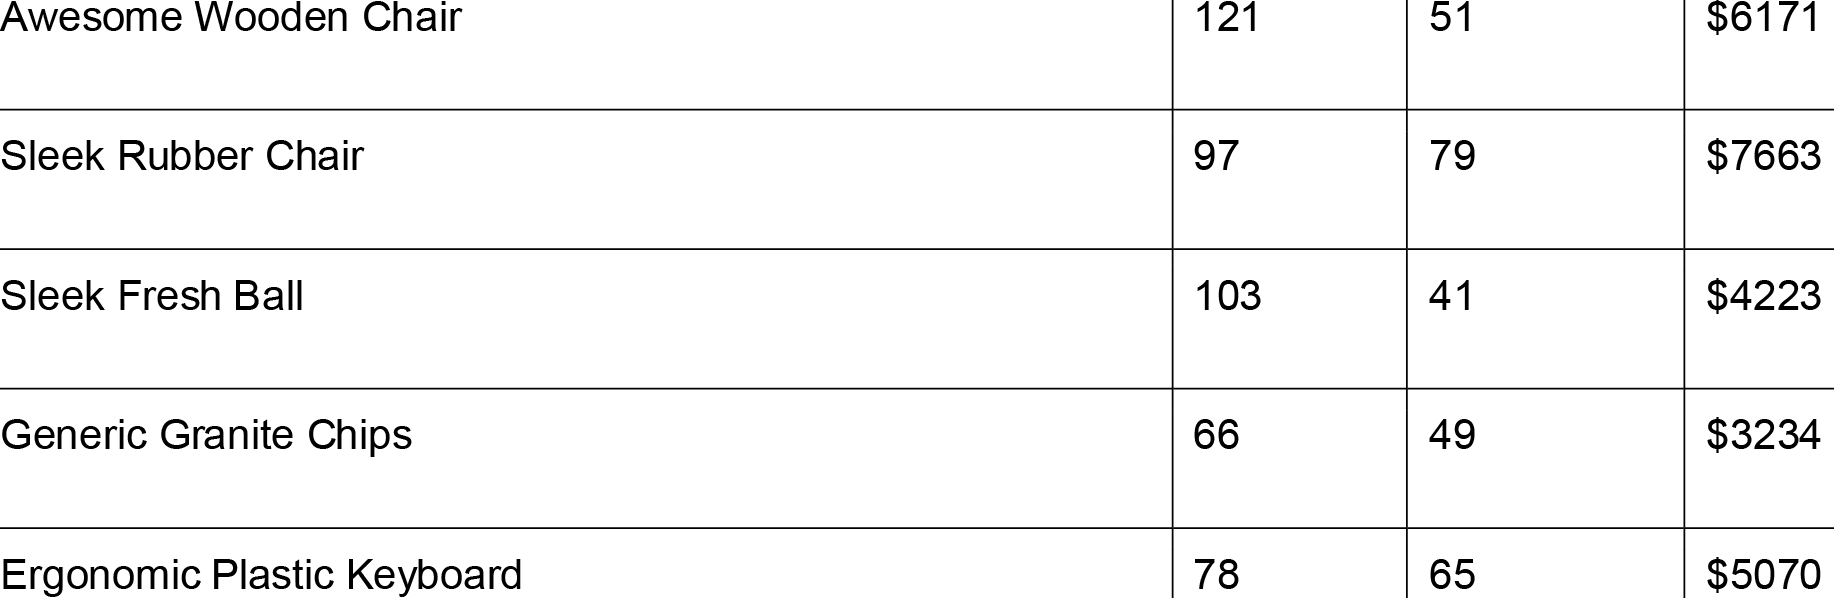 Awesome Wooden Chair 121 51 $6171
Sleek Rubber Chair 97 79 $7663
Sleek Fresh Ball 103 41 $4223
Generic Granite Chips 66 49 $3234
Ergonomic Plastic Keyboard 78 65 $5070